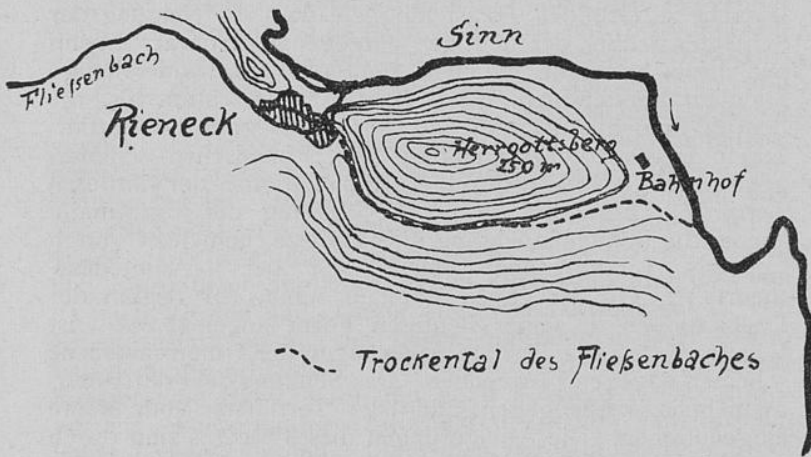 Sinn
Fließenbach
Rieneck
Herrgottsberg
250 m
Bahnhof
Trockental des Fließenbaches